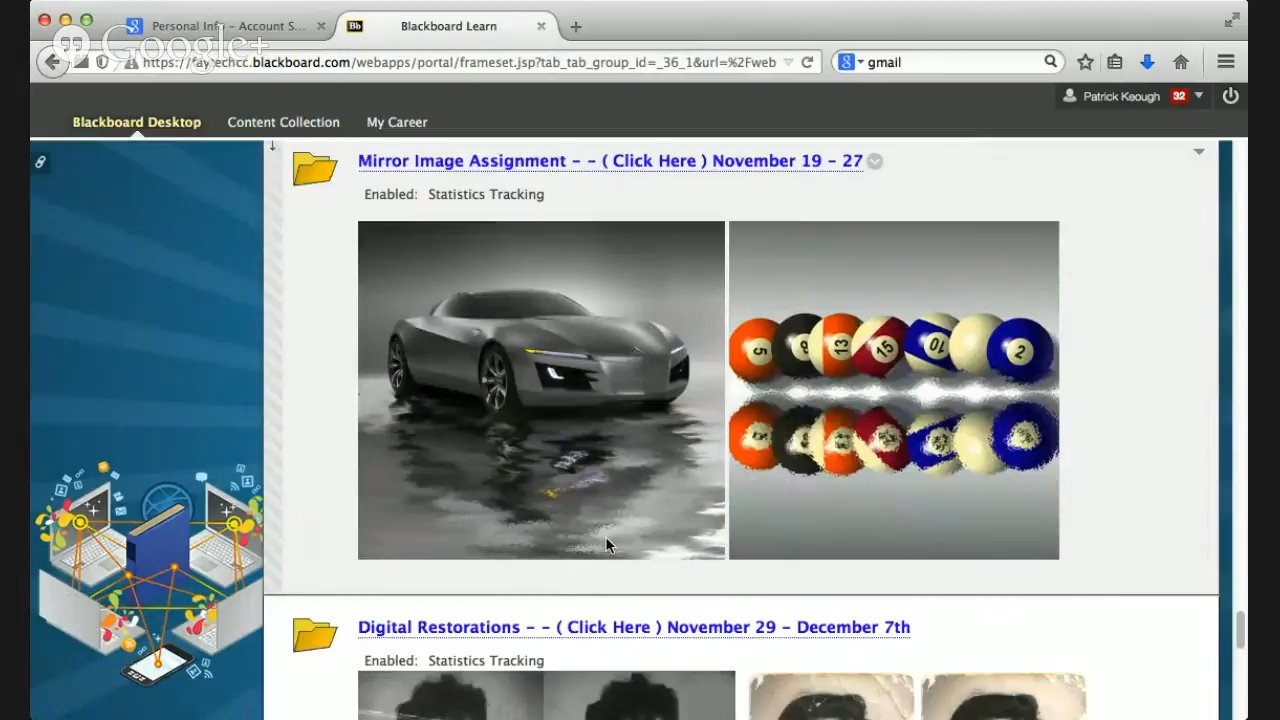 Personal Info - Account S...
Blackboard Learn
Google+
https://faytechcc.blackboard.com/webapps/portal/frameset.jsp?tab_tab_group_id=_36_1&url=%2Fweb
gmail
Patrick Keough 32
Blackboard Desktop
Content Collection
My Career
Mirror Image Assignment - - ( Click Here ) November 19 - 27
Enabled: Statistics Tracking
5 8 13 15 10 2
Digital Restorations - - ( Click Here ) November 29 - December 7th
Enabled: Statistics Tracking